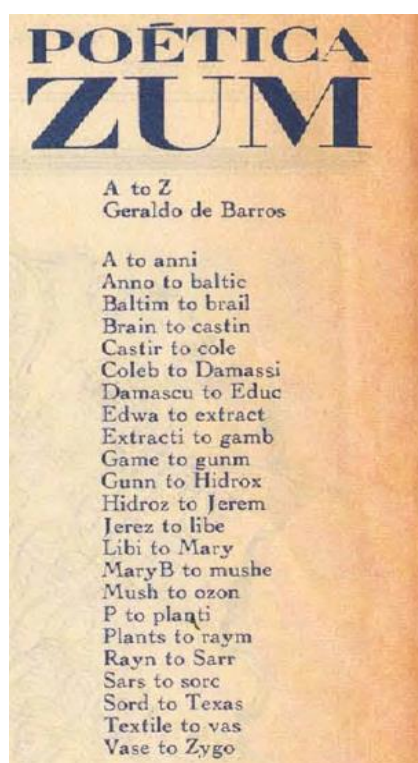 POÉTICA
ZUM
A to Z
Geraldo de Barros
A to anni
Anno to baltic
Baltim to brail
Brain to castin
Castir to cole
Coleb to Damassi
Damascu to Educ
Edwa to extract
Extracti to gamb
Game to gunm
Gunn to Hidrox
Hidroz to Jerem
Jerez to libe
Libi to Mary
MaryB to mushe
Mush to ozon
P to planti
Plants to raym
Rayn to Sarr
Sars to sorc
Sord to Texas
Textile to vas
Vase to Zygo